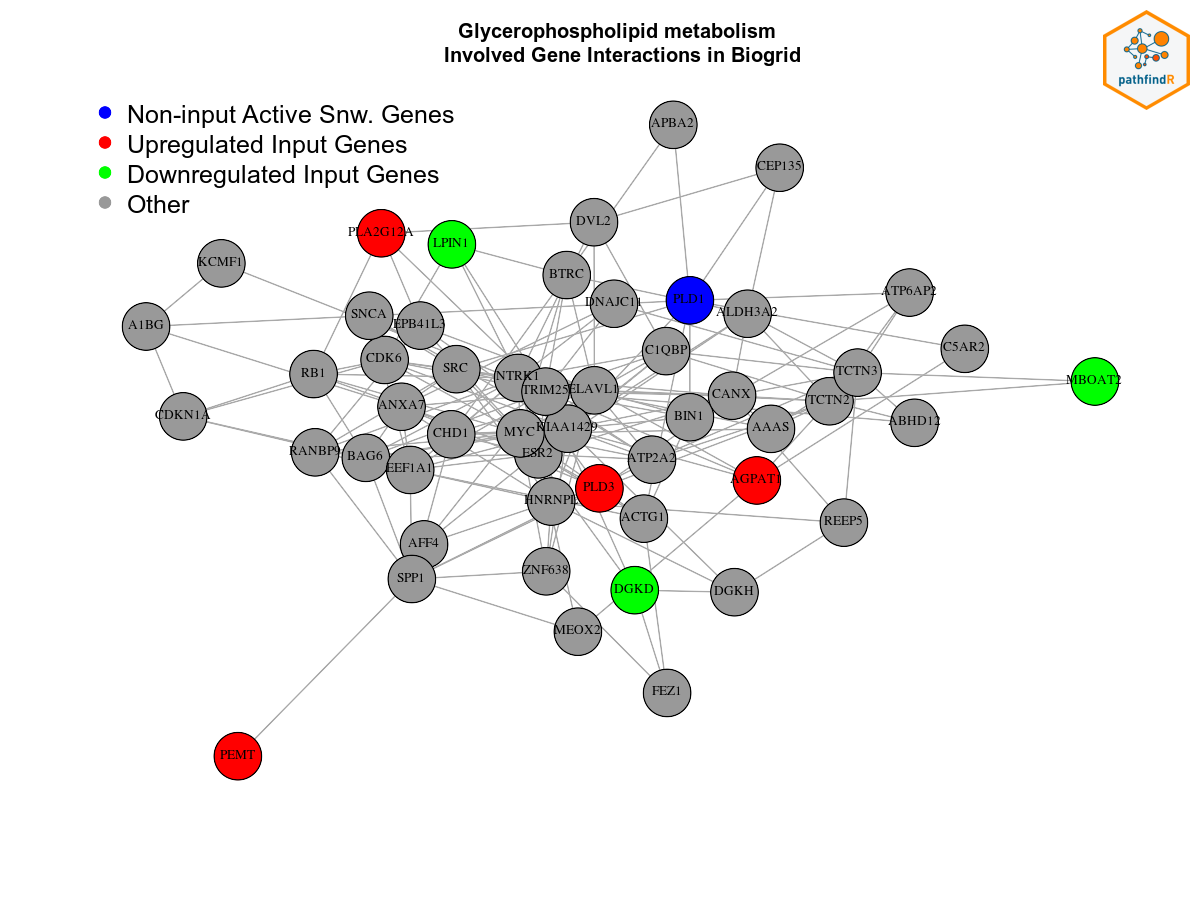 Glycerophospholipid metabolism
Involved Gene Interactions in Biogrid
pathfindR
Non-input Active Snw. Genes
Upregulated Input Genes
Downregulated Input Genes
Other
APBA2
CEP135
PLA2G12A
LPIN1
DVL2
KCMF1
BTRC
DNAJC11
PLD1
ALDH3A2
ATP6AP2
A1BG
SNCA
EPB41L3
C1QBP
C5AR2
CDK6
SRC
RB1
NTRK1
TRIM25
ELAVL1
CANX
TCTN3
TCTN2
MBOAT2
CDKN1A
ANXA7
CHD1
MYC
KIAA1429
BIN1
AAAS
ABHD12
RANBP9
BAG6
EEF1A1
ESR2
ATP2A2
PLD3
AGPAT1
HNRNPL
ACTG1
REEP5
AFF4
SPP1
ZNF638
DGKD
DGKH
MEOX2
FEZ1
PEMT